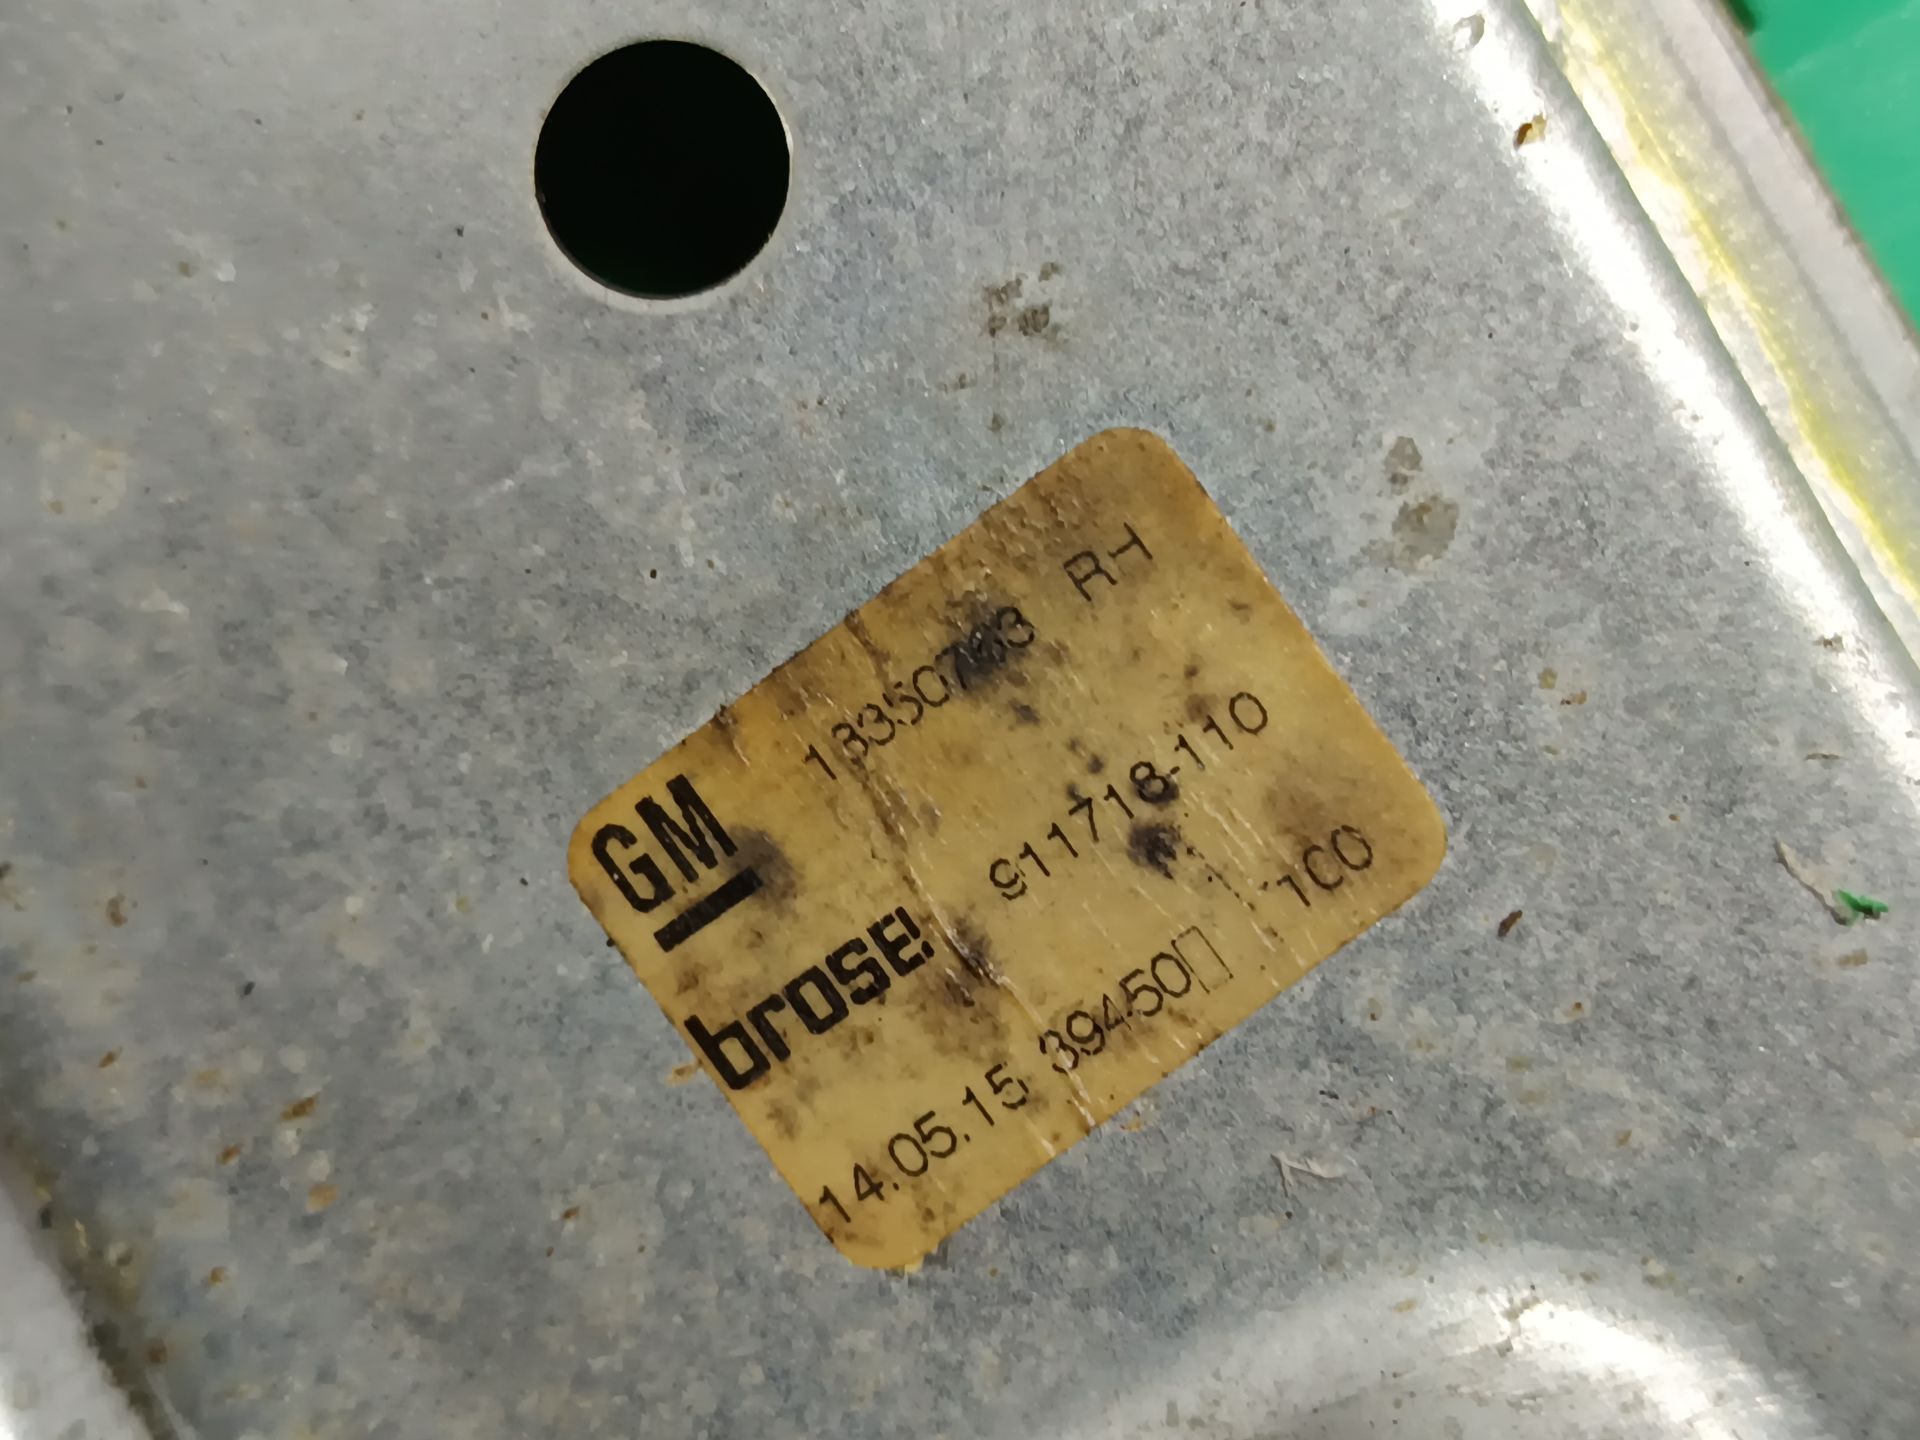 GM 13350763 RH
brose 911718-110
14.05.15 39450▯ 1C0